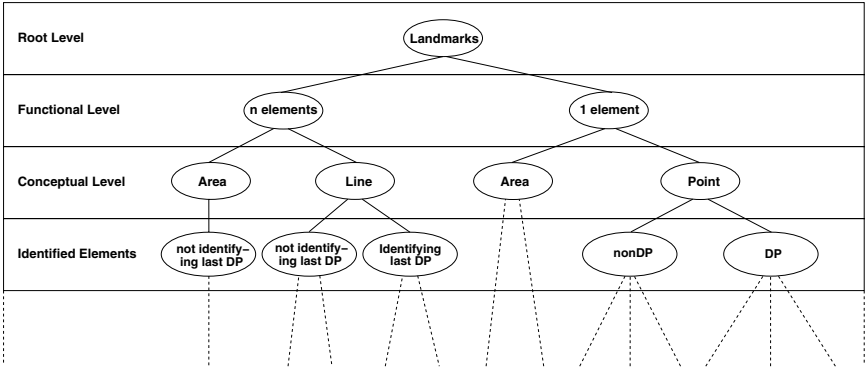 Root Level
Landmarks
Functional Level
n elements
1 element
Conceptual Level
Area
Line
Area
Point
Identified Elements
not identify-
ing last DP
not identify-
ing last DP
Identifying
last DP
nonDP
DP